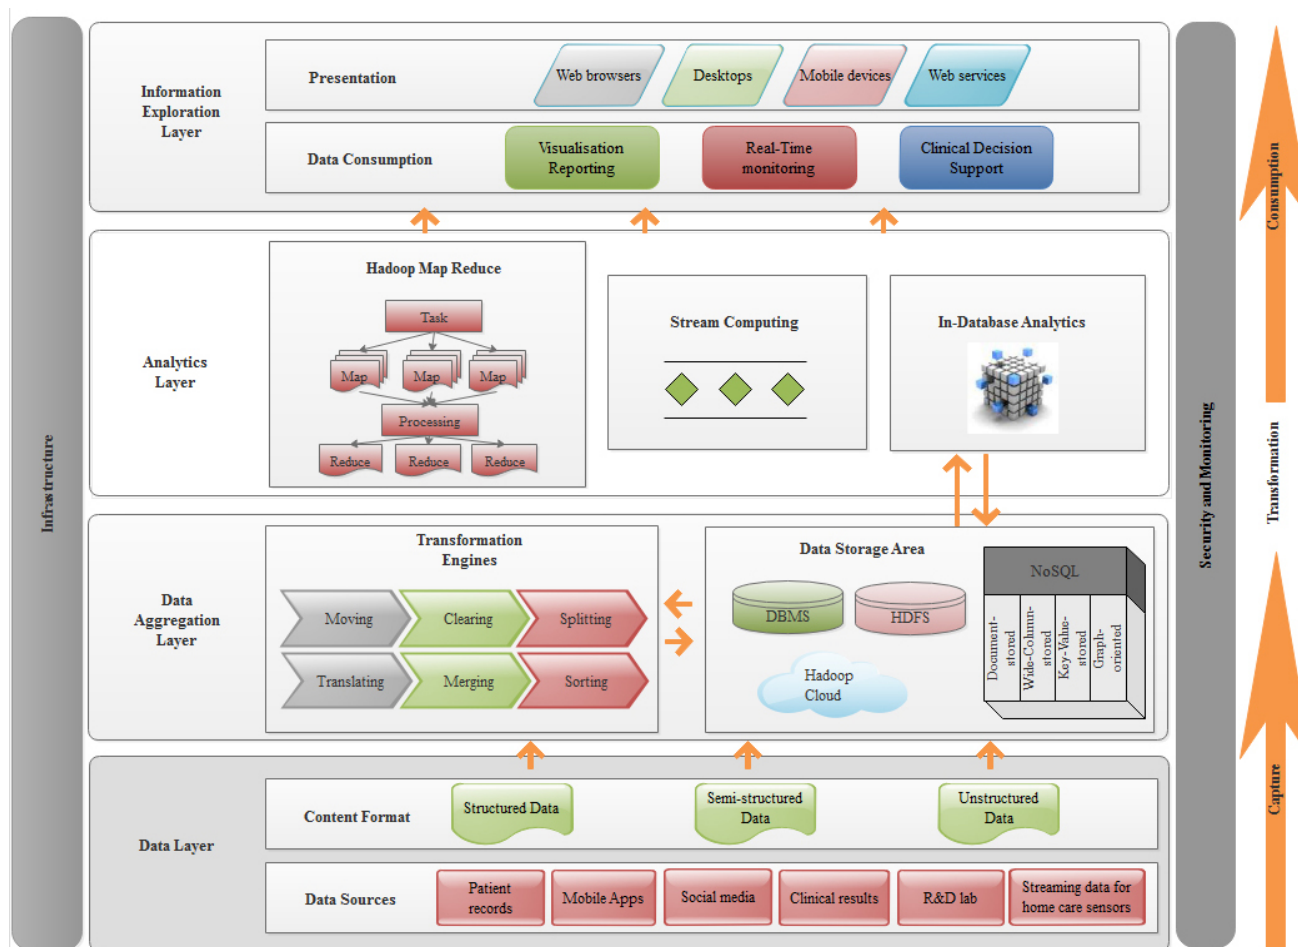 Infrastructure
Information
Exploration
Layer
Presentation
Web browsers
Desktops
Mobile devices
Web services
Data Consumption
Visualisation
Reporting
Real-Time
monitoring
Clinical Decision
Support
Analytics
Layer
Hadoop Map Reduce
Task
Map
Map
Map
Processing
Reduce
Reduce
Reduce
Stream Computing
In-Database Analytics
Data
Aggregation
Layer
Transformation
Engines
Moving
Clearing
Splitting
Translating
Merging
Sorting
Data Storage Area
DBMS
HDFS
Hadoop
Cloud
NoSQL
Document-
stored
Wide-Column-
stored
Key-Value-
stored
Graph-
oriented
Data Layer
Content Format
Structured Data
Semi-structured
Data
Unstructured
Data
Data Sources
Patient
records
Mobile Apps
Social media
Clinical results
R&D lab
Streaming data for
home care sensors
Security and Monitoring
Consumption
Transformation
Capture